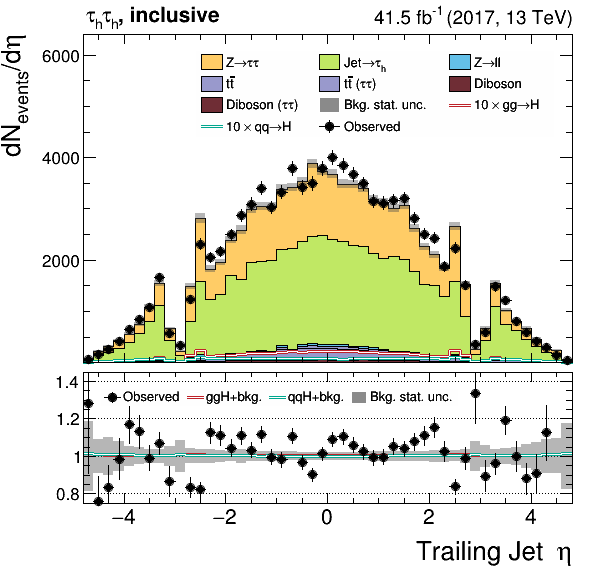 τhτh, inclusive 41.5 fb-1 (2017, 13 TeV)
dNevents/dη
Z→ττ Jet→τh Z→ll
tt̄ tt̄ (ττ) Diboson
Diboson (ττ) Bkg. stat. unc. 10 × gg→H
10 × qq→H Observed
6000
4000
2000
1.4
Observed ggH+bkg. qqH+bkg. Bkg. stat. unc.
1.2
1
0.8
−4 −2 0 2 4
Trailing Jet η